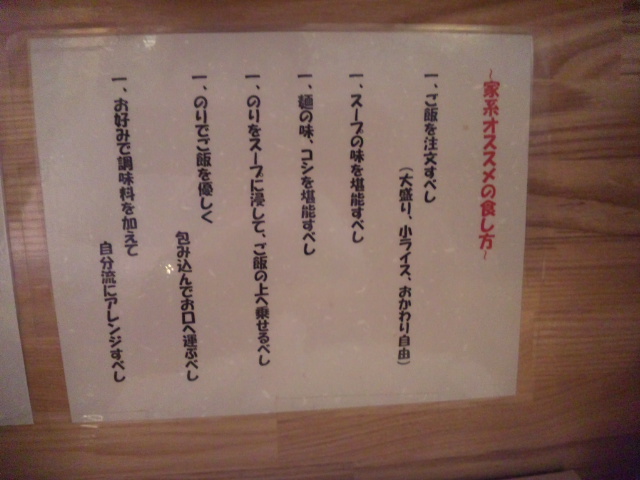 ~家系オススメの食し方~
一、ご飯を注文すべし
（大盛り、小ライス、おかわり自由）
一、スープの味を堪能すべし
一、麺の味、コシを堪能すべし
一、のりをスープに浸して、ご飯の上へ乗せるべし
一、のりでご飯を優しく
包み込んでお口へ運ぶべし
一、お好みで調味料を加えて
自分流にアレンジすべし